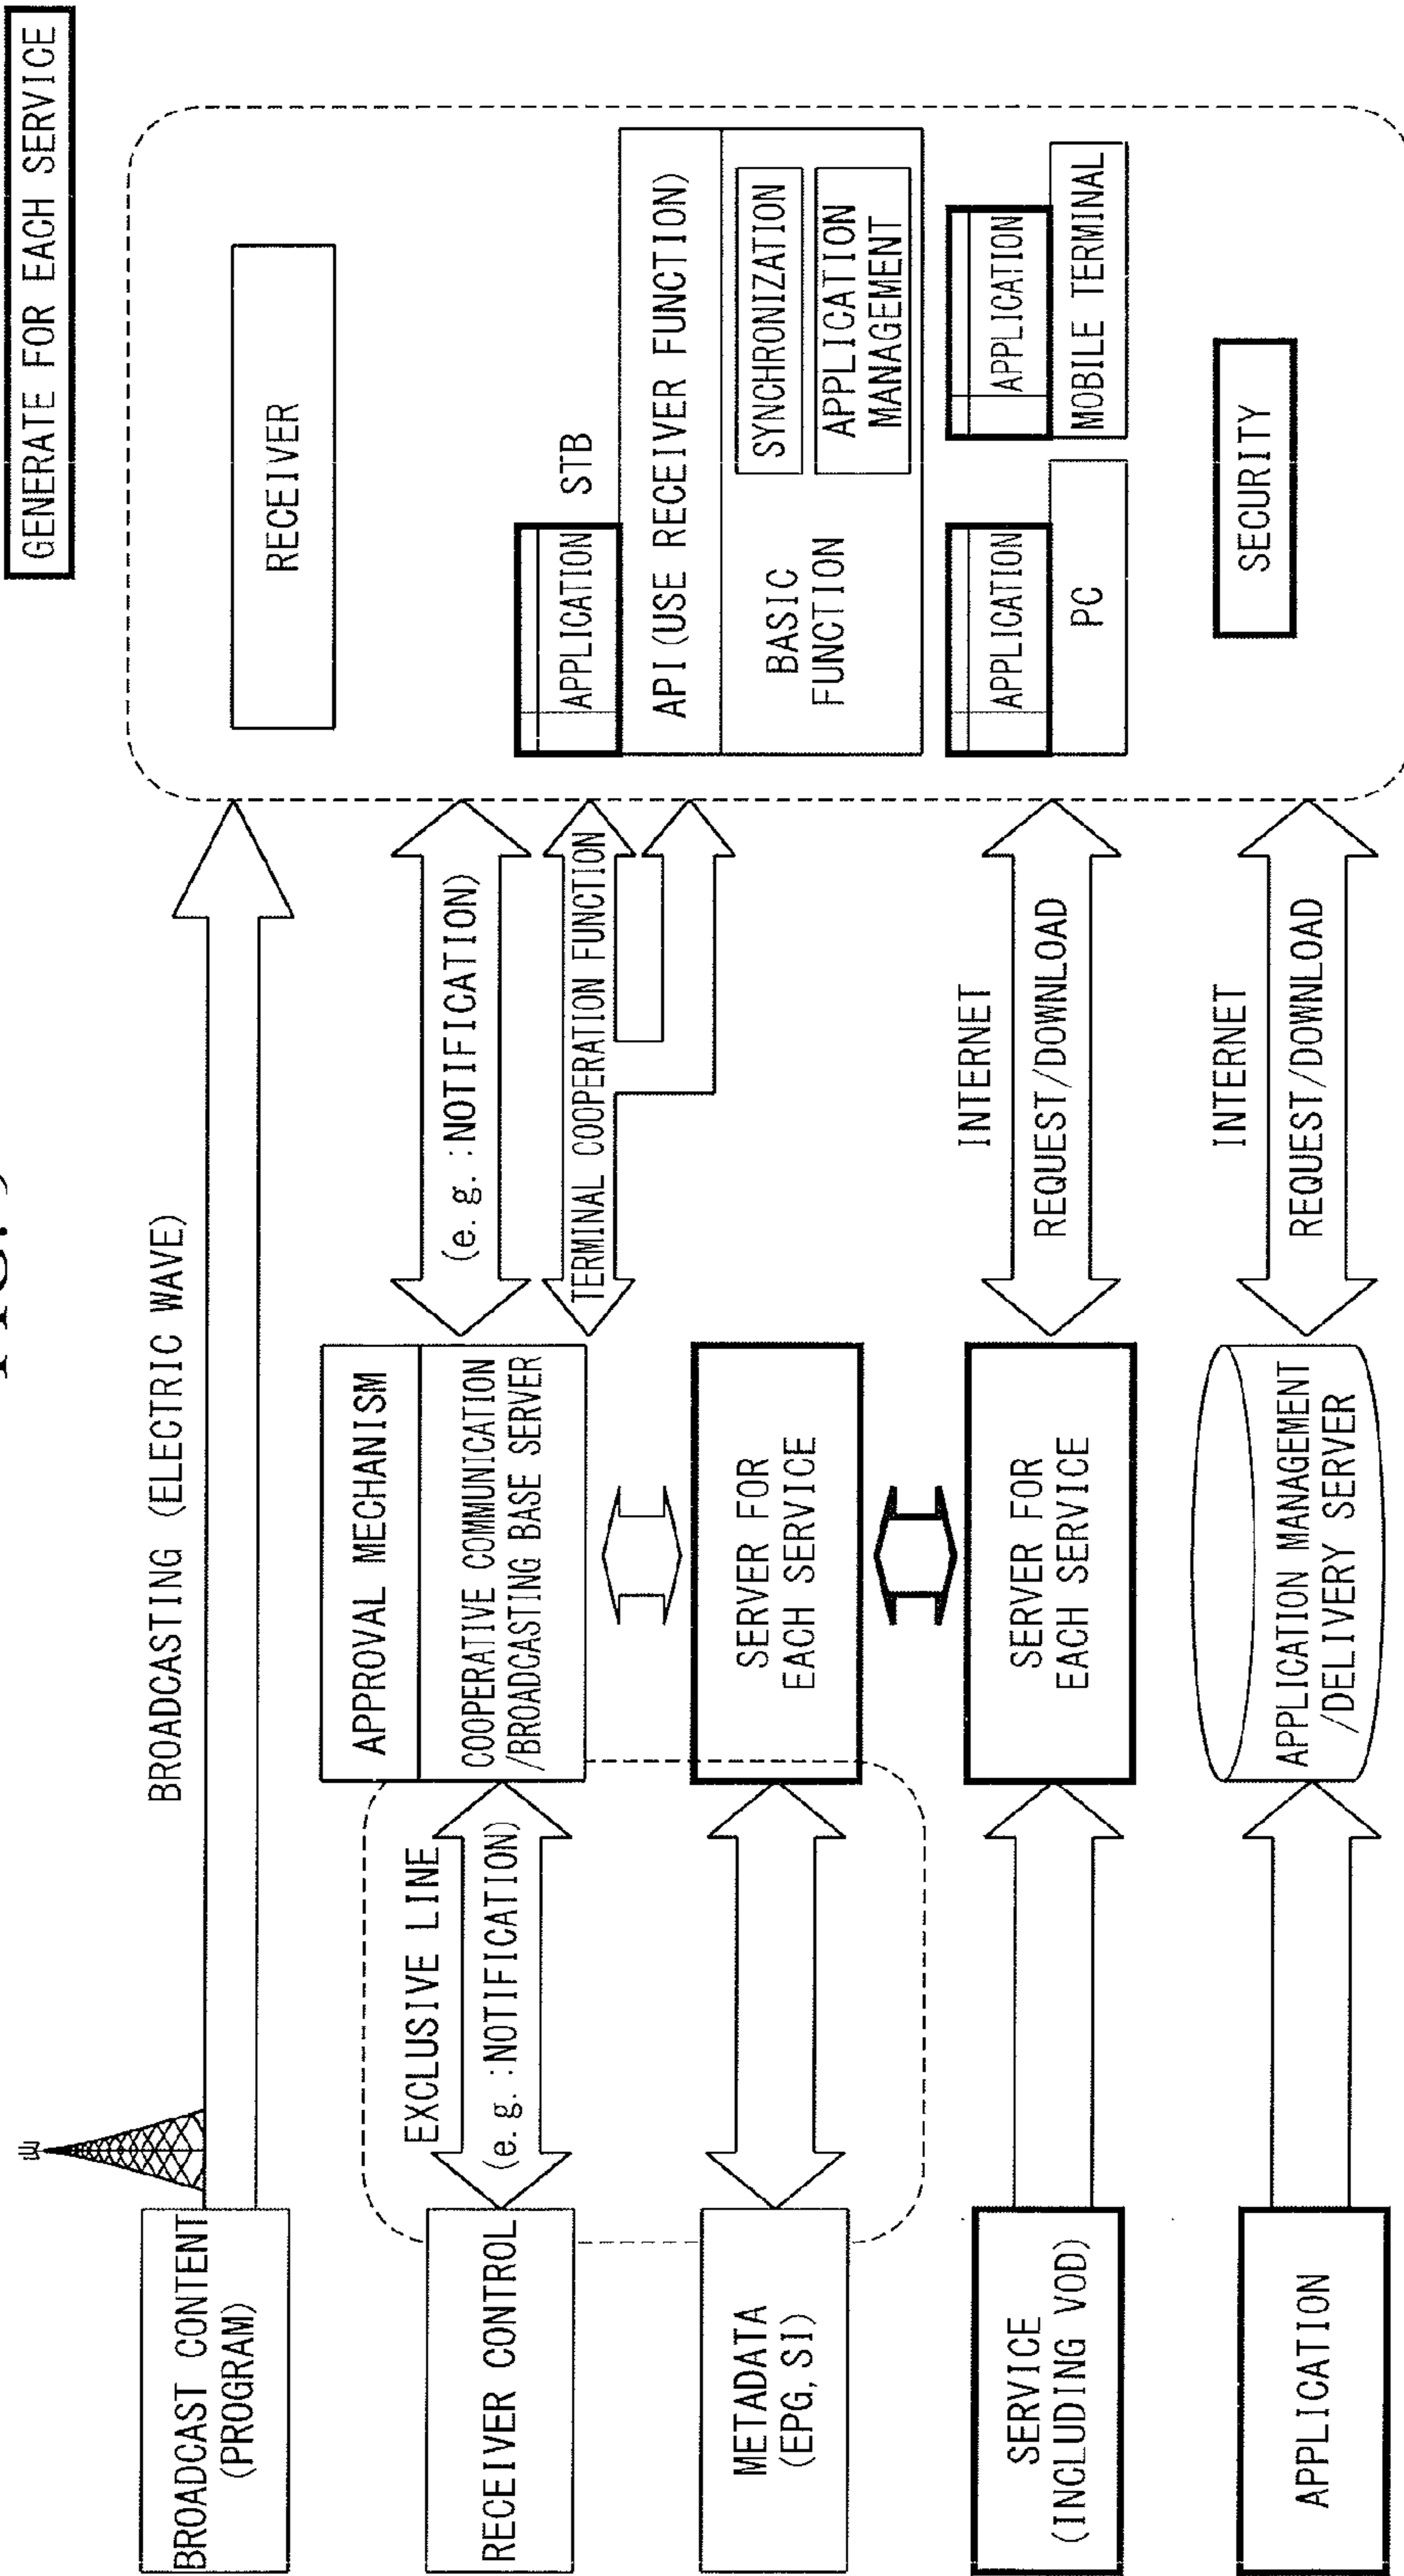 GENERATE FOR EACH SERVICE
BROADCASTING (ELECTRIC WAVE)
BROADCAST CONTENT
(PROGRAM)
RECEIVER
RECEIVER CONTROL
EXCLUSIVE LINE
(e.g.:NOTIFICATION)
APPROVAL MECHANISM
COOPERATIVE COMMUNICATION
/BROADCASTING BASE SERVER
(e.g.:NOTIFICATION)
TERMINAL COOPERATION FUNCTION
APPLICATION
STB
API(USE RECEIVER FUNCTION)
BASIC
FUNCTION
SYNCHRONIZATION
APPLICATION
MANAGEMENT
METADATA
(EPG,SI)
SERVER FOR
EACH SERVICE
SERVICE
(INCLUDING VOD)
SERVER FOR
EACH SERVICE
INTERNET
REQUEST/DOWNLOAD
APPLICATION
PC
APPLICATION
MOBILE TERMINAL
APPLICATION
APPLICATION MANAGEMENT
/DELIVERY SERVER
INTERNET
REQUEST/DOWNLOAD
SECURITY